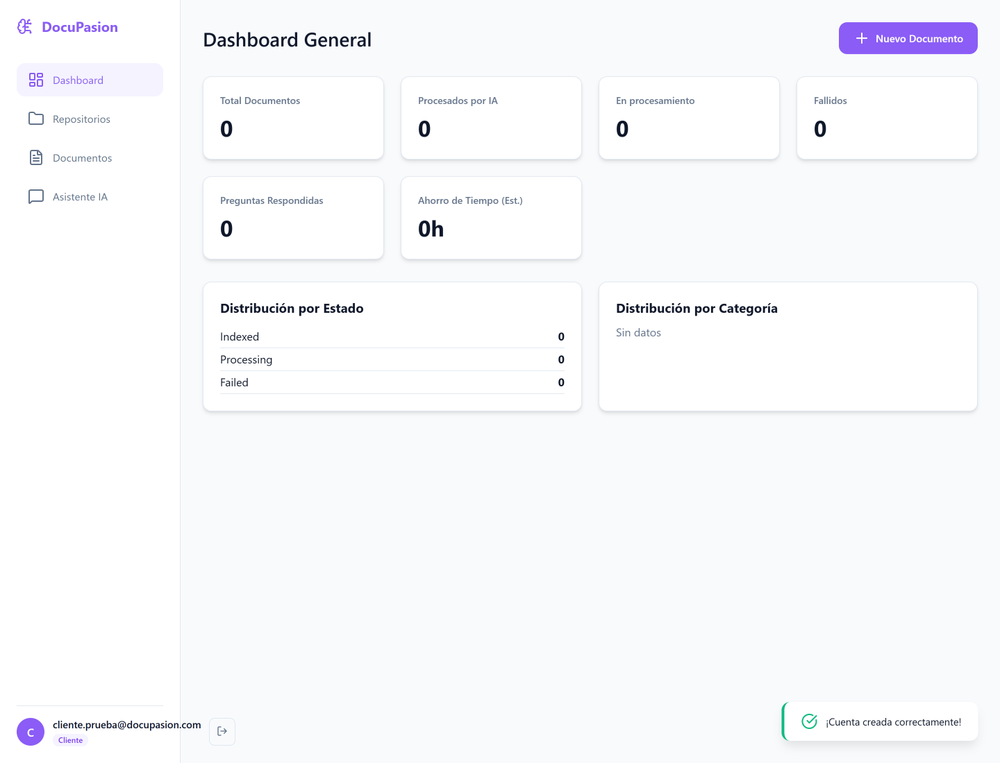 DocuPasion
Dashboard
Repositorios
Documentos
Asistente IA
cliente.prueba@docupasion.com
C
Cliente
Dashboard General
Nuevo Documento
Total Documentos
0
Procesados por IA
0
En procesamiento
0
Fallidos
0
Preguntas Respondidas
0
Ahorro de Tiempo (Est.)
0h
Distribución por Estado
Indexed 0
Processing 0
Failed 0
Distribución por Categoría
Sin datos
¡Cuenta creada correctamente!